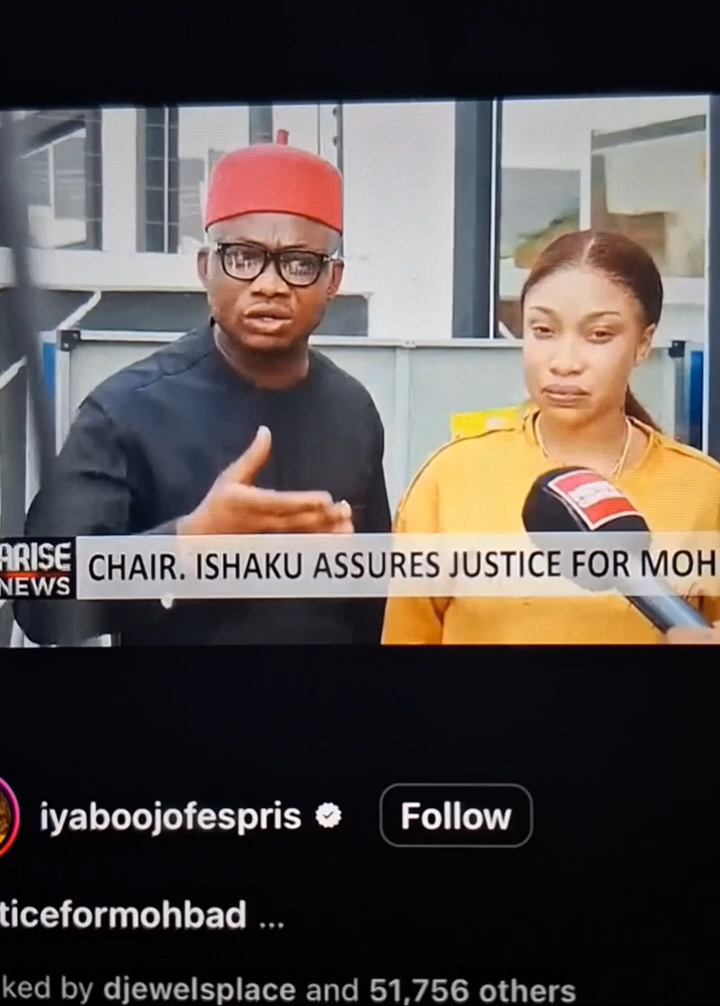 ARISE
NEWS
CHAIR. ISHAKU ASSURES JUSTICE FOR MOH
iyaboojofespris
Follow
ticeformohbad ...
ked by djewelsplace and 51,756 others